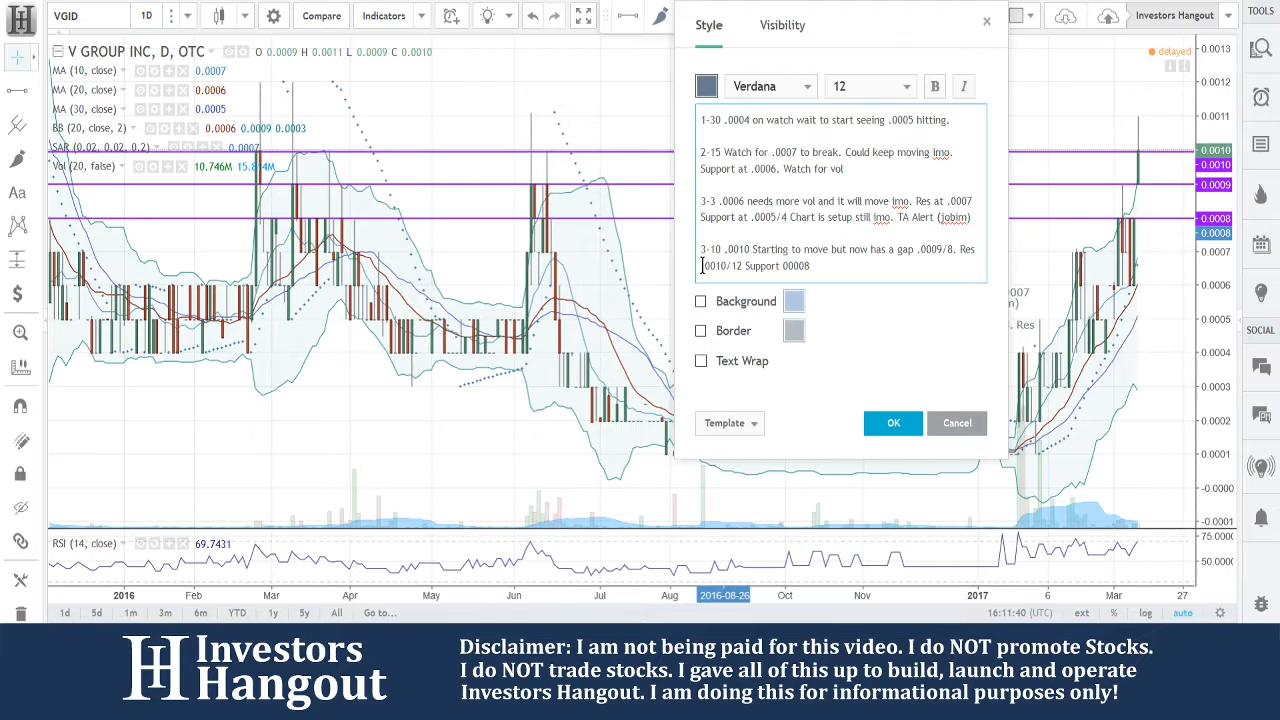 VGID
1D
Compare
Indicators
Investors Hangout
TOOLS
V GROUP INC, D, OTC
O 0.0009 H 0.0011 L 0.0009 C 0.0010
MA (10, close)
0.0007
MA (20, close)
0.0006
MA (30, close)
0.0005
BB (20, close, 2)
0.0006 0.0009 0.0003
SAR (0.02, 0.02, 0.2)
0.0007
Vol (20, false)
10.746M
Style
Visibility
×
Verdana
12
B
I
1-30 .0004 on watch wait to start seeing .0005 hitting.
2-15 Watch for .0007 to break. Could keep moving imo.
Support at .0006. Watch for vol
3-3 .0006 needs more vol and it will move imo. Res at .0007
Support at .0005/4 Chart is setup still imo. TA Alert (jobim)
3-10 .0010 Starting to move but now has a gap .0009/8. Res
.0010/12 Support 00008
Background
Border
Text Wrap
Template
OK
Cancel
delayed
0.0013
0.0012
0.0011
0.0010
0.0010
0.0009
0.0008
0.0008
0.0007
0.0006
0.0005
0.0004
0.0003
0.0002
0.0001
-0.0000
-0.0001
0007
m)
. Res
SOCIAL
RSI (14, close)
69.7431
75.0000
50.0000
2016
Feb
Mar
Apr
May
Jun
Jul
Aug
2016-08-26
Oct
Nov
2017
6
Mar
27
1d
5d
1m
3m
6m
YTD
1y
5y
All
Go to...
16:11:40 (UTC)
ext
%
log
auto
Investors
Hangout
Disclaimer: I am not being paid for this video. I do NOT promote Stocks.
I do NOT trade stocks. I gave all of this up to build, launch and operate
Investors Hangout. I am doing this for informational purposes only!